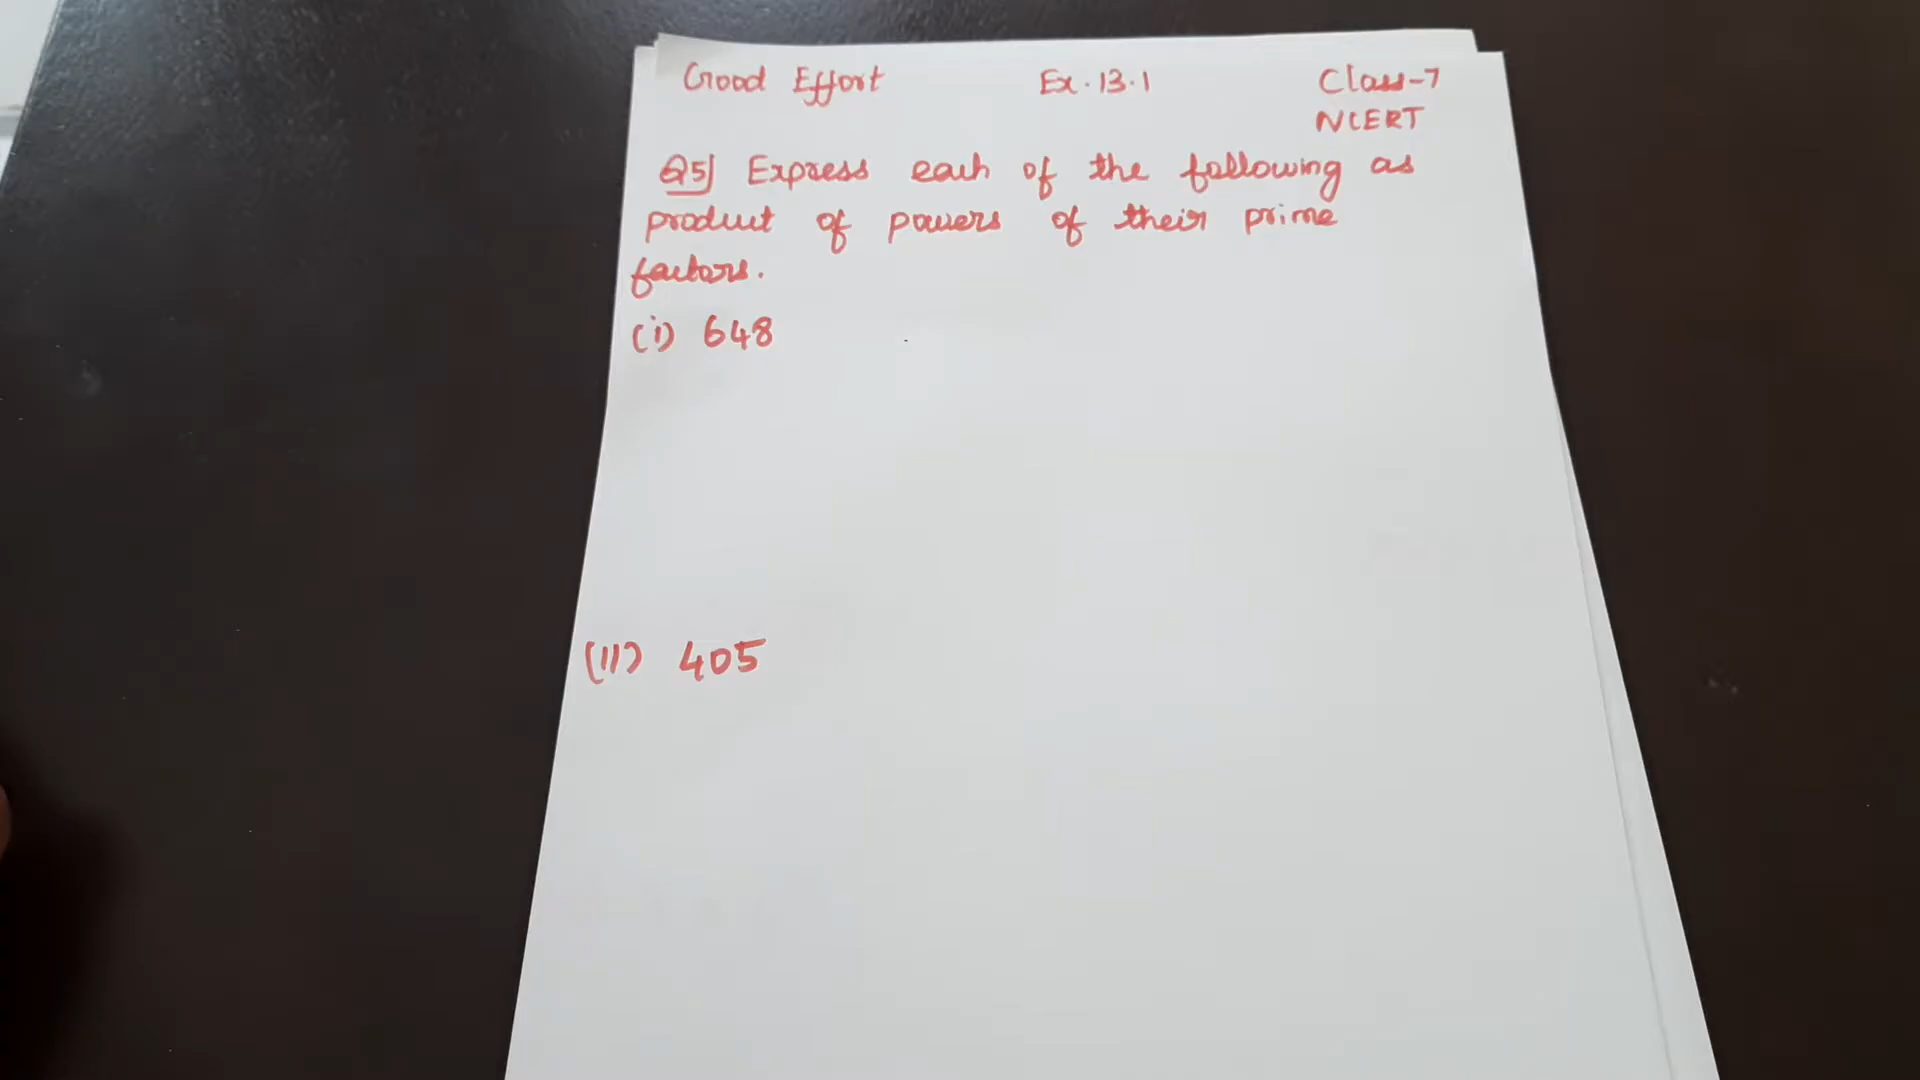 Good Effort Ex. 13.1 Class-7
NCERT
Q5 Express each of the following as
product of powers of their prime
factors.
(i) 648
(ii) 405